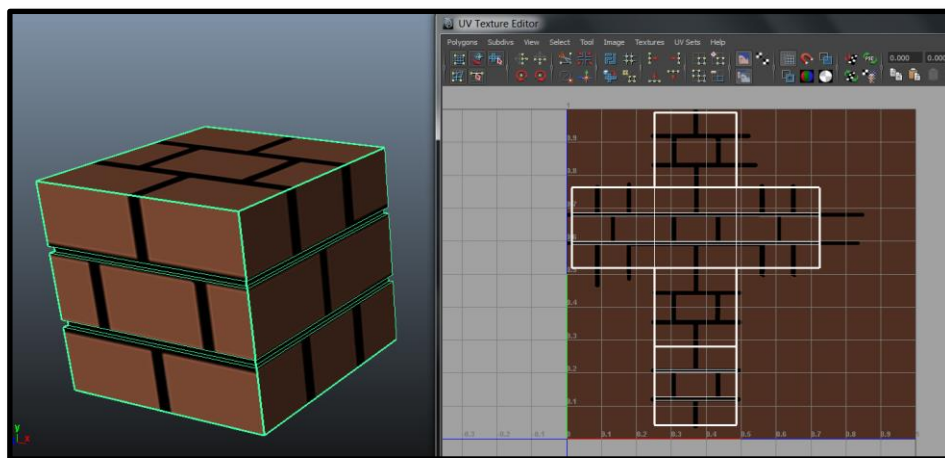 UV Texture Editor
Polygons Subdivs View Select Tool Image Textures UV Sets Help
0.000 0.00
1
0.9
0.8
0.7
0.6
0.5
0.4
0.3
0.2
0.1
-0.3 -0.2 -0.1 0 0.1 0.2 0.3 0.4 0.5 0.6 0.7 0.8 0.9
y
x